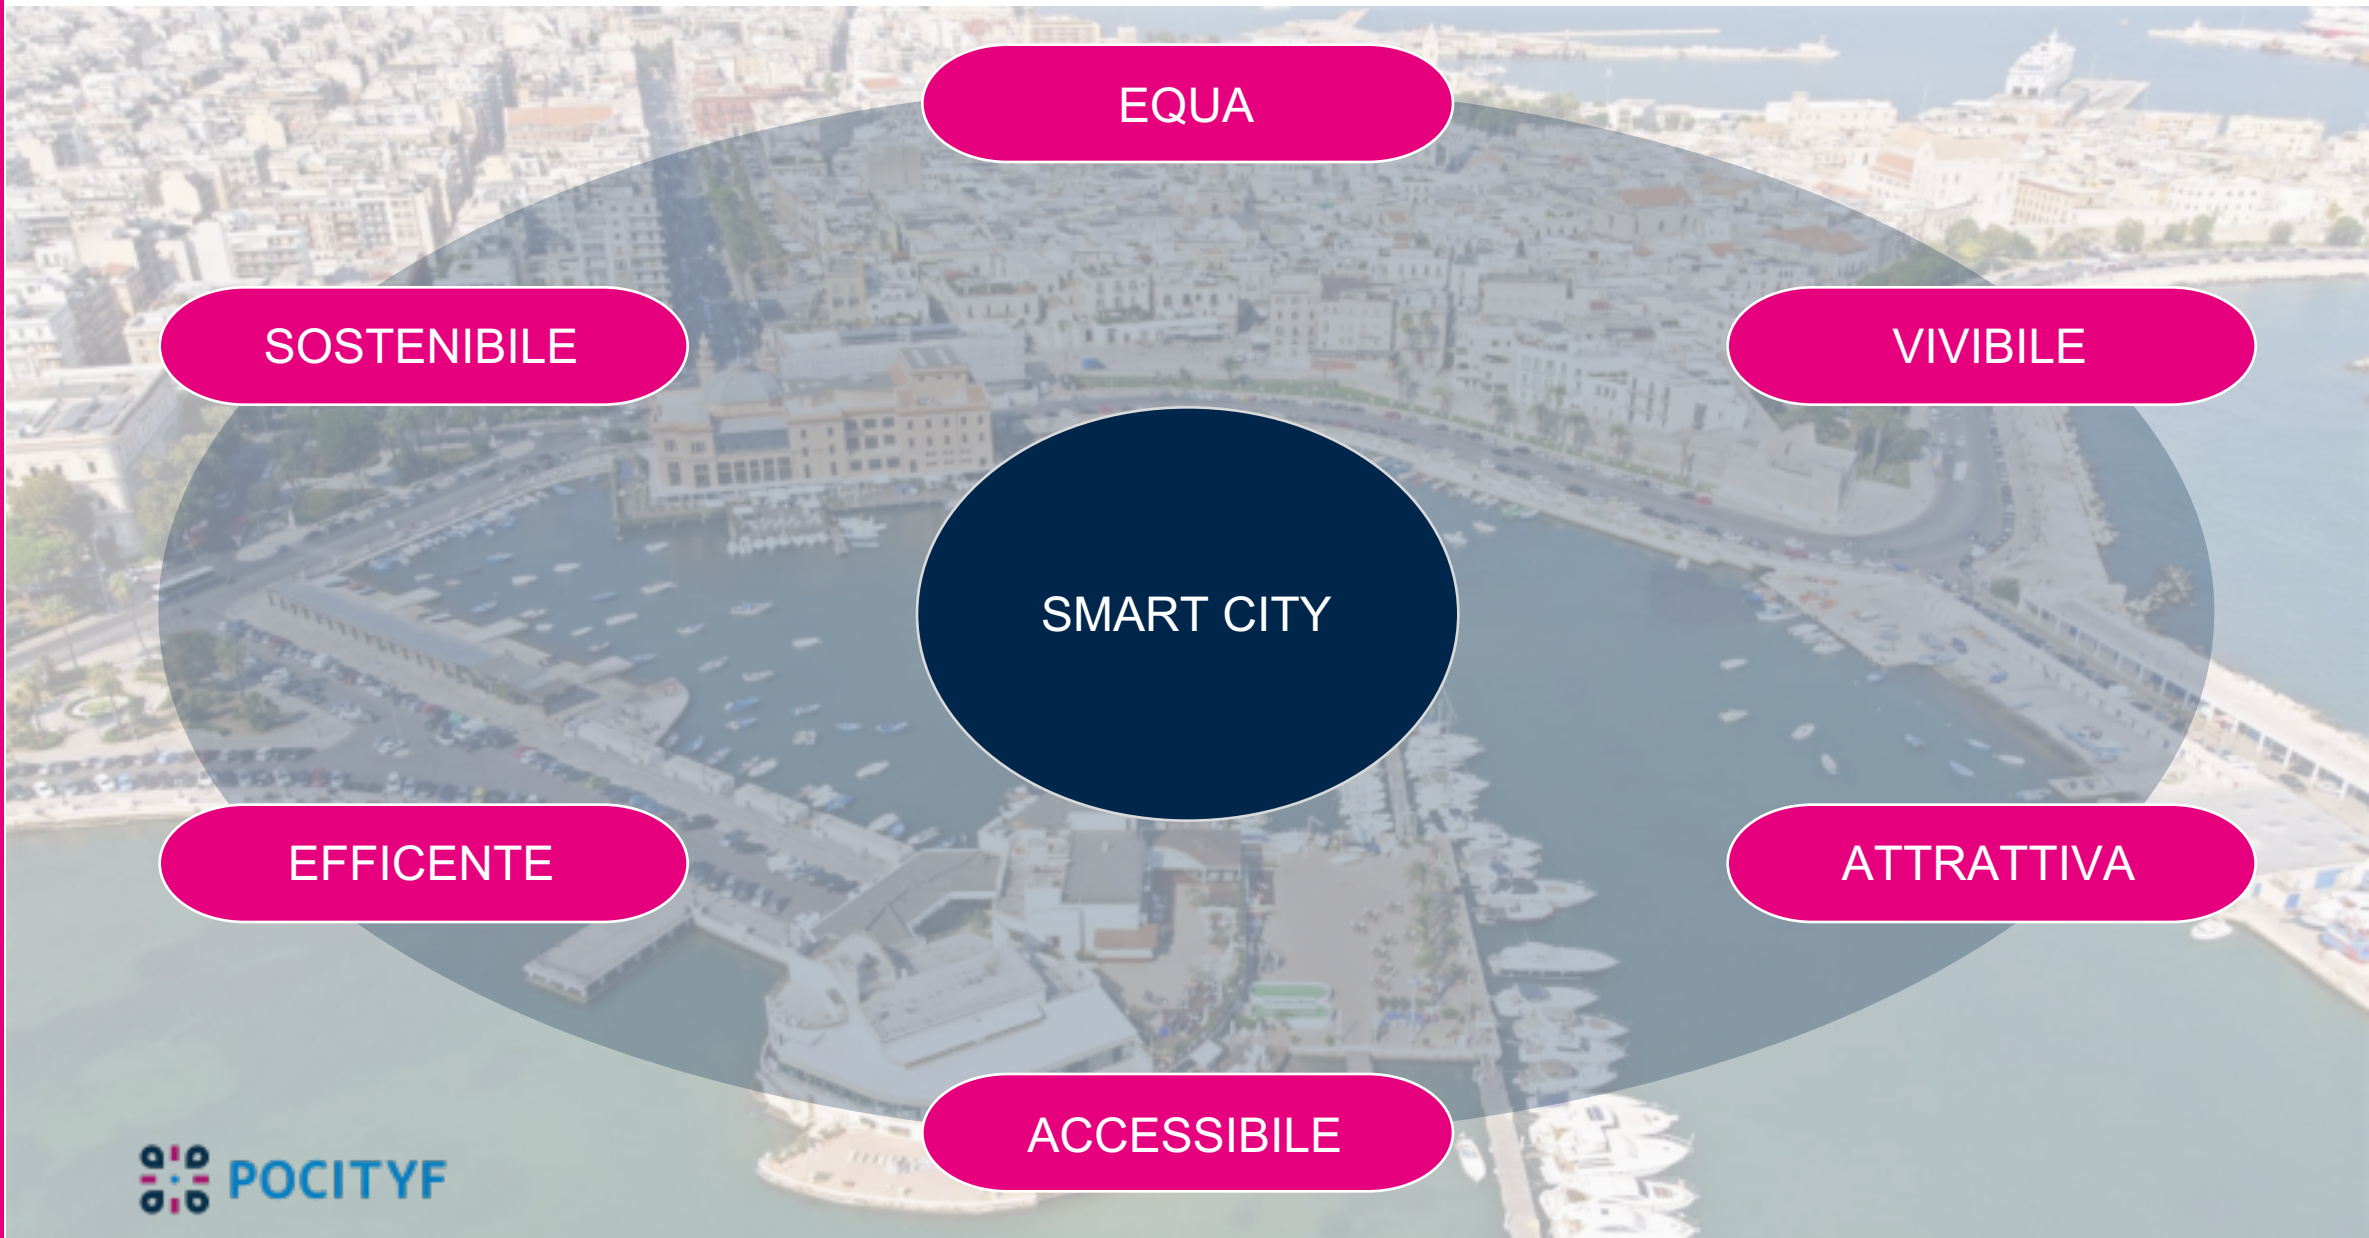 EQUA
SOSTENIBILE
VIVIBILE
SMART CITY
EFFICENTE
ATTRATTIVA
ACCESSIBILE
POCITYF